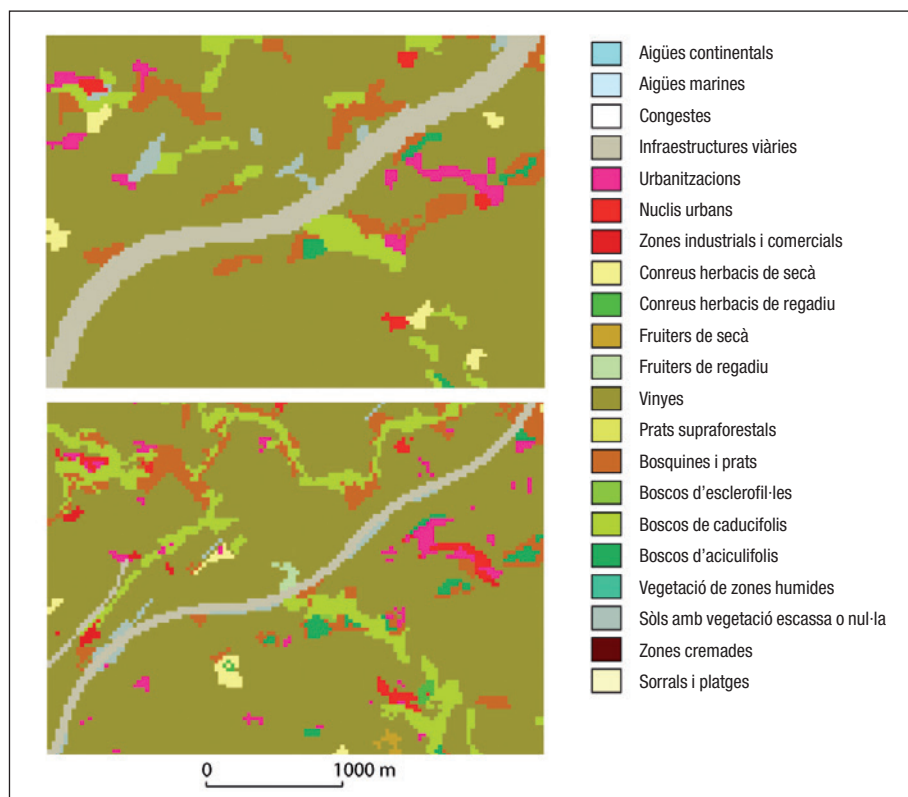 Aigües continentals
Aigües marines
Congestes
Infraestructures viàries
Urbanitzacions
Nuclis urbans
Zones industrials i comercials
Conreus herbacis de secà
Conreus herbacis de regadiu
Fruiters de secà
Fruiters de regadiu
Vinyes
Prats supraforestals
Bosquines i prats
Boscos d'esclerofil·les
Boscos de caducifolis
Boscos d'aciculifolis
Vegetació de zones humides
Sòls amb vegetació escassa o nul·la
Zones cremades
Sorrals i platges
0 1000 m